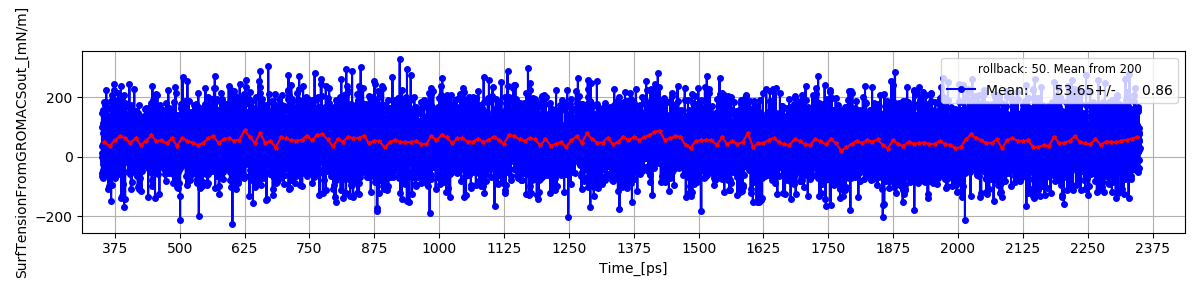 SurfTensionFromGROMACSout_[mN/m]
200
0
−200
rollback: 50. Mean from 200
Mean: 53.65+/- 0.86
375 500 625 750 875 1000 1125 1250 1375 1500 1625 1750 1875 2000 2125 2250 2375
Time_[ps]